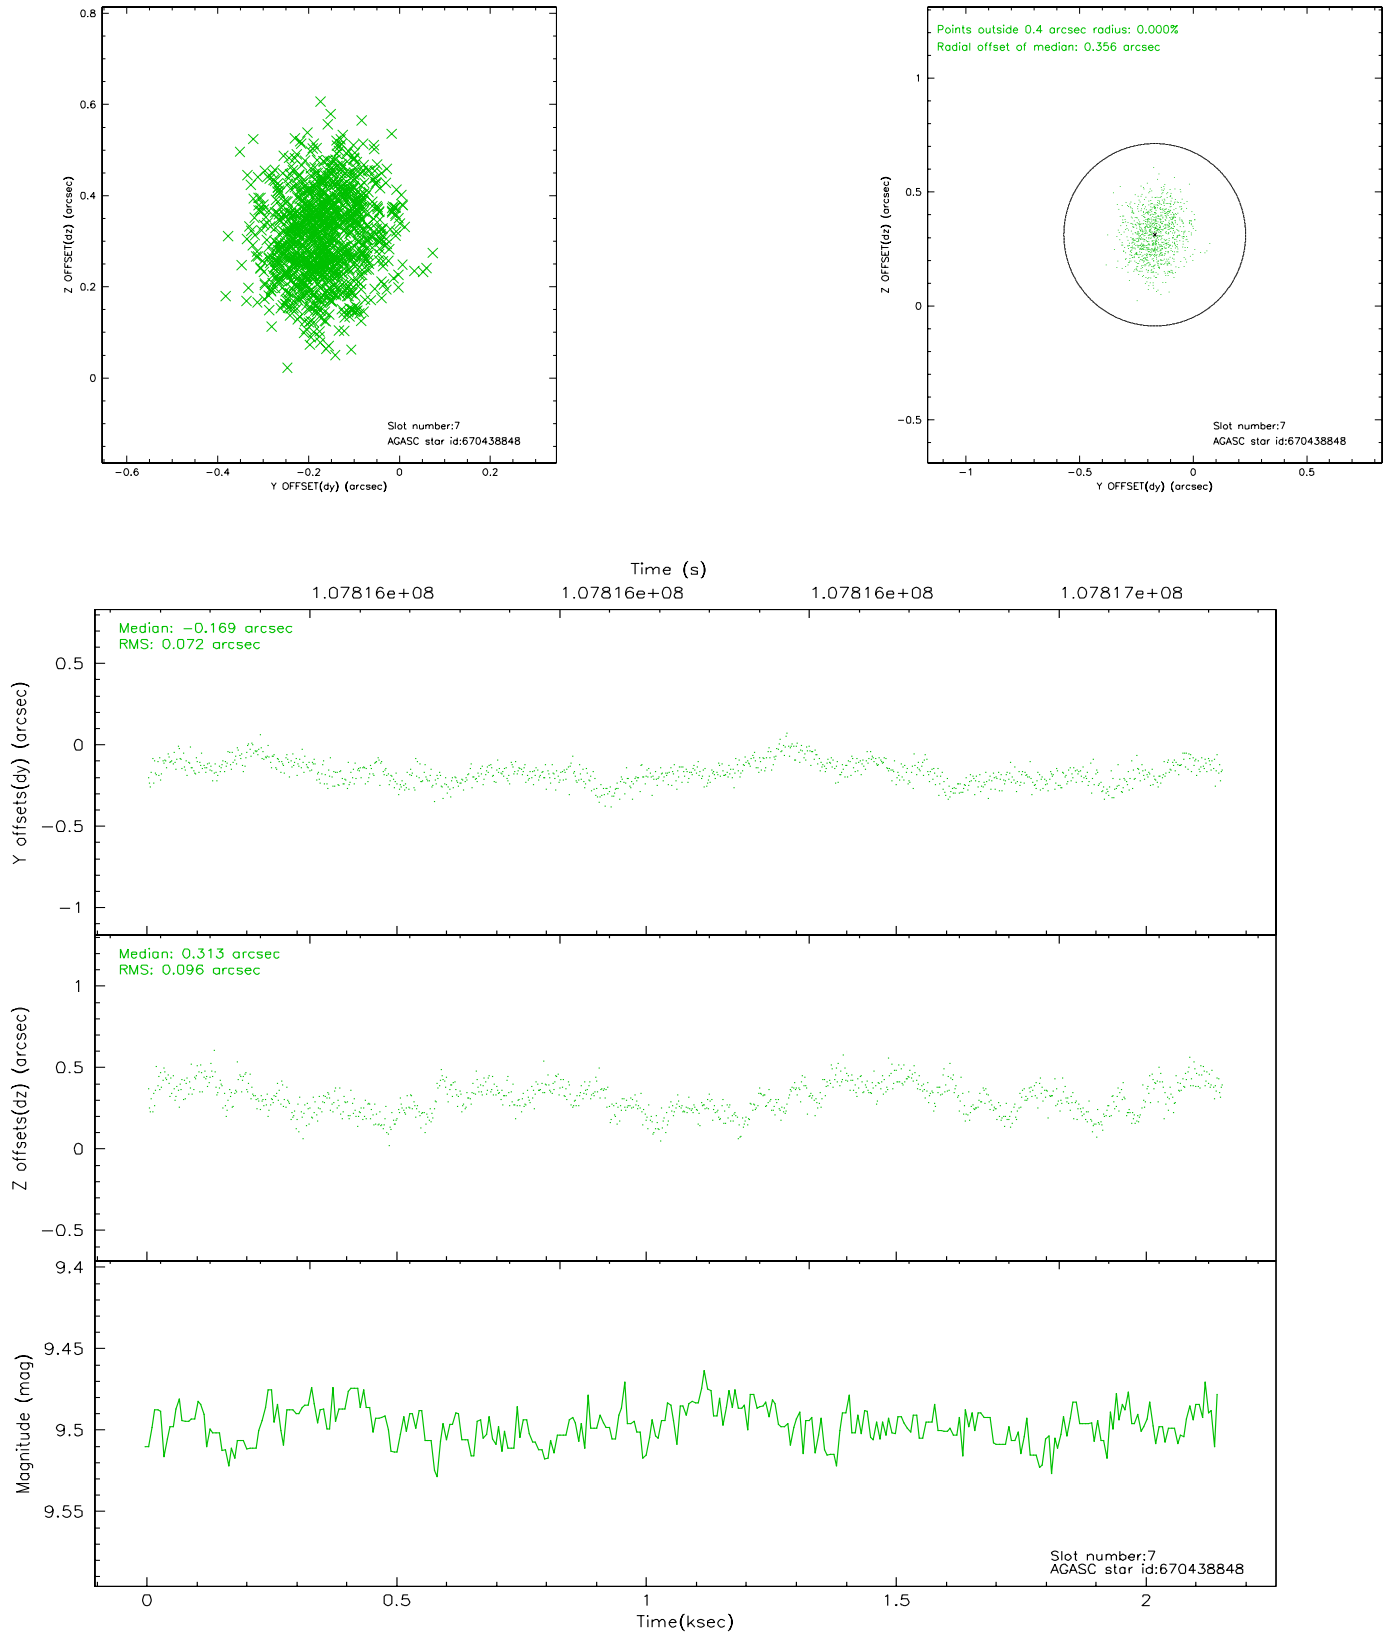 0.8
0.6
0.4
0.2
0
Z OFFSET(dz) (arcsec)
Slot number:7
AGASC star id:670438848
-0.6 -0.4 -0.2 0 0.2
Y OFFSET(dy) (arcsec)
Points outside 0.4 arcsec radius: 0.000%
Radial offset of median: 0.356 arcsec
1
0.5
0
-0.5
Z OFFSET(dz) (arcsec)
Slot number:7
AGASC star id:670438848
-1 -0.5 0 0.5
Y OFFSET(dy) (arcsec)
Time (s)
1.07816e+08 1.07816e+08 1.07816e+08 1.07817e+08
Median: -0.169 arcsec
RMS: 0.072 arcsec
0.5
0
-0.5
-1
Y offsets(dy) (arcsec)
Median: 0.313 arcsec
RMS: 0.096 arcsec
1
0.5
0
-0.5
Z offsets(dz) (arcsec)
9.4
9.45
9.5
9.55
Magnitude (mag)
Slot number:7
AGASC star id:670438848
0 0.5 1 1.5 2
Time(ksec)